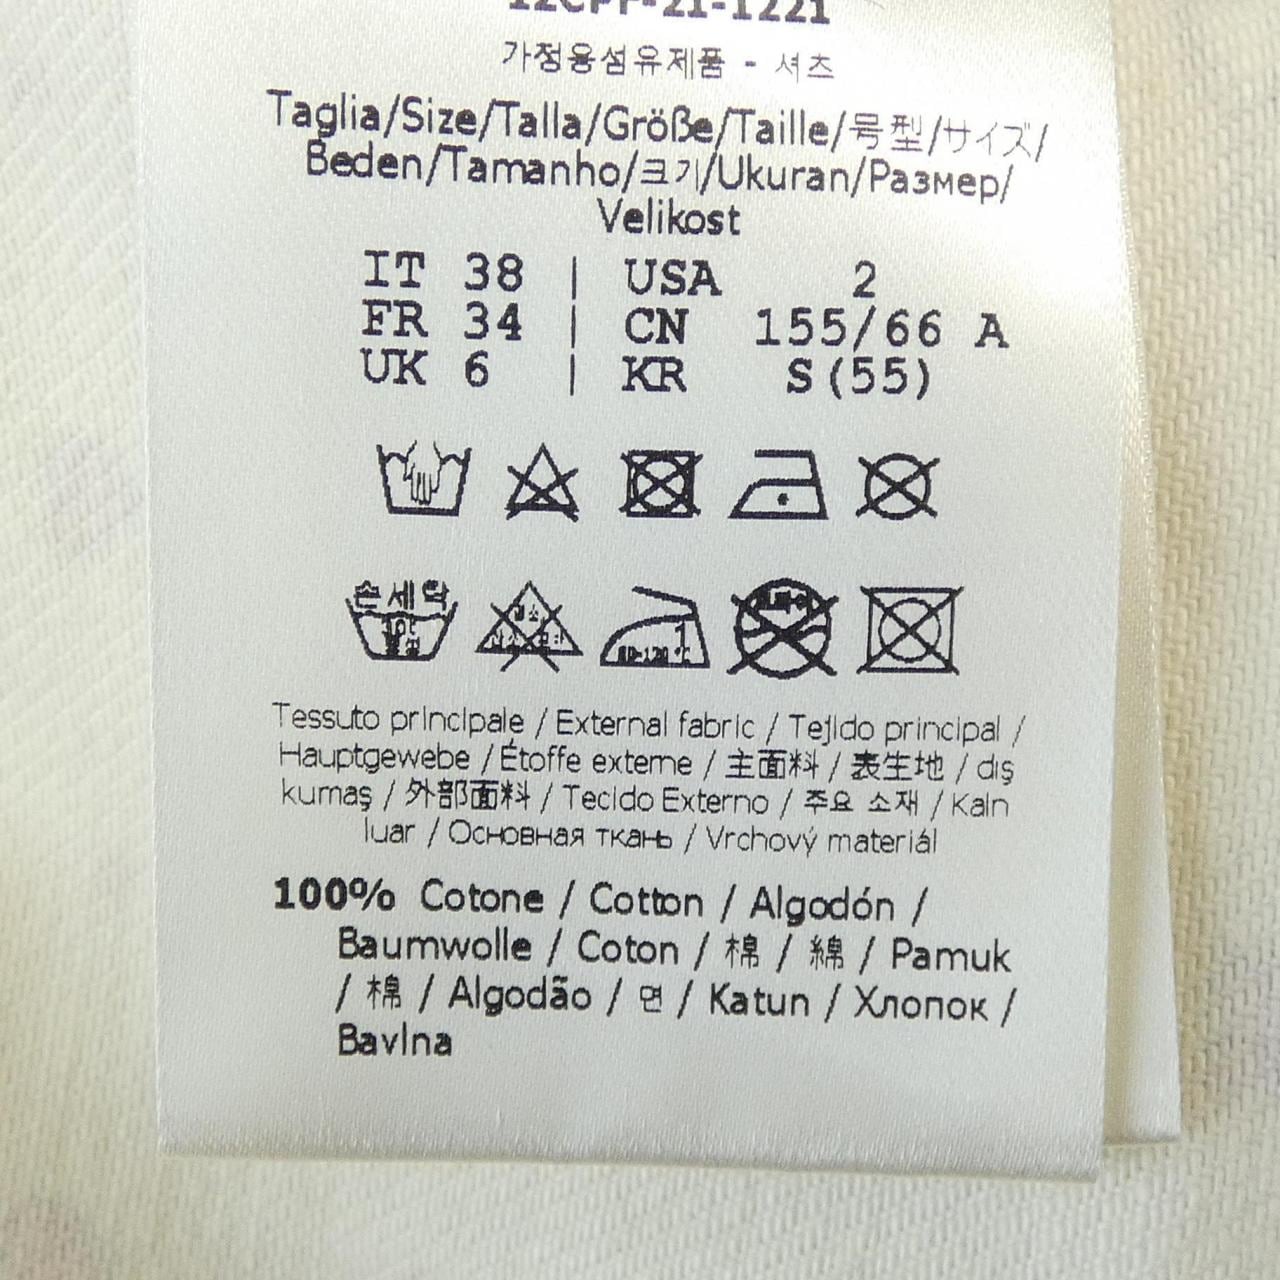 가정용섬유제품 - 셔츠
Taglia/Size/Talla/Größe/Taille/号型/サイズ/
Beden/Tamanho/크기/Ukuran/Размер/
Velikost
IT 38 | USA 2
FR 34 | CN 155/66 A
UK 6 | KR S(55)
손세탁
80-120℃
Tessuto principale / External fabric / Tejido principal /
Hauptgewebe / Étoffe externe / 主面料 / 表生地 / dış
kumaş / 外部面料 / Tecido Externo / 주요 소재 / Kain
luar / Основная ткань / Vrchový materiál
100% Cotone / Cotton / Algodón /
Baumwolle / Coton / 棉 / 綿 / Pamuk
/ 棉 / Algodão / 면 / Katun / Хлопок /
Bavlna